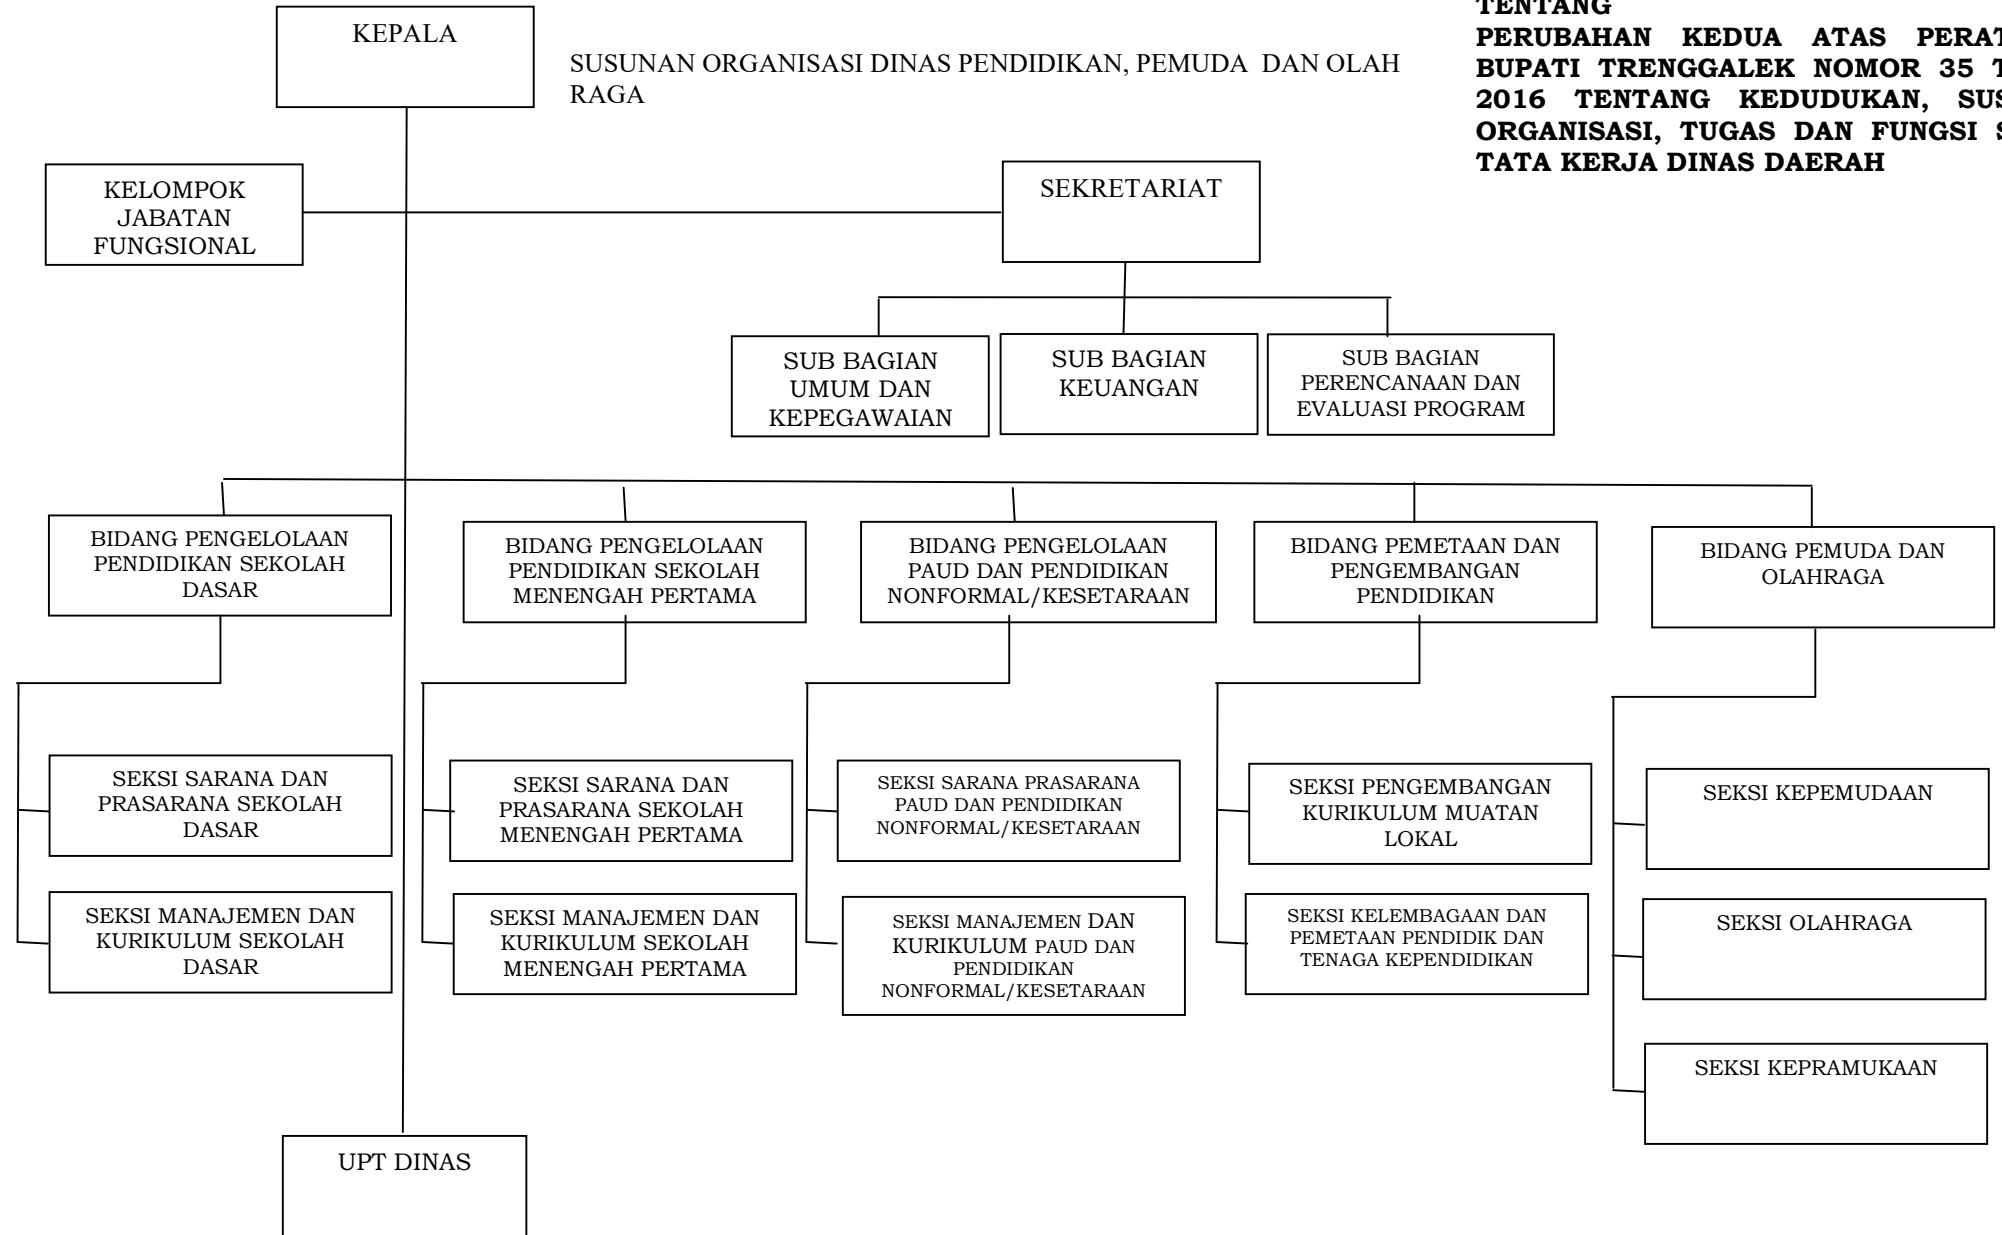 TENTANG
PERUBAHAN KEDUA ATAS
BUPATI TRENGGALEK NOMOR 35
2016 TENTANG KEDUDUKAN,
ORGANISASI, TUGAS DAN FUNGSI
TATA KERJA DINAS DAERAH
KEPALA
SUSUNAN ORGANISASI DINAS PENDIDIKAN, PEMUDA DAN OLAH
RAGA
KELOMPOK
JABATAN
FUNGSIONAL
SEKRETARIAT
SUB BAGIAN
UMUM DAN
KEPEGAWAIAN
SUB BAGIAN
KEUANGAN
SUB BAGIAN
PERENCANAAN DAN
EVALUASI PROGRAM
BIDANG PENGELOLAAN
PENDIDIKAN SEKOLAH
DASAR
BIDANG PENGELOLAAN
PENDIDIKAN SEKOLAH
MENENGAH PERTAMA
BIDANG PENGELOLAAN
PAUD DAN PENDIDIKAN
NONFORMAL/KESETARAAN
BIDANG PEMETAAN DAN
PENGEMBANGAN
PENDIDIKAN
BIDANG PEMUDA DAN
OLAHRAGA
SEKSI SARANA DAN
PRASARANA SEKOLAH
DASAR
SEKSI SARANA DAN
PRASARANA SEKOLAH
MENENGAH PERTAMA
SEKSI SARANA PRASARANA
PAUD DAN PENDIDIKAN
NONFORMAL/KESETARAAN
SEKSI PENGEMBANGAN
KURIKULUM MUATAN
LOKAL
SEKSI KEPEMUDAAN
SEKSI MANAJEMEN DAN
KURIKULUM SEKOLAH
DASAR
SEKSI MANAJEMEN DAN
KURIKULUM SEKOLAH
MENENGAH PERTAMA
SEKSI MANAJEMEN DAN
KURIKULUM PAUD DAN
PENDIDIKAN
NONFORMAL/KESETARAAN
SEKSI KELEMBAGAAN DAN
PEMETAAN PENDIDIK DAN
TENAGA KEPENDIDIKAN
SEKSI OLAHRAGA
SEKSI KEPRAMUKAAN
UPT DINAS